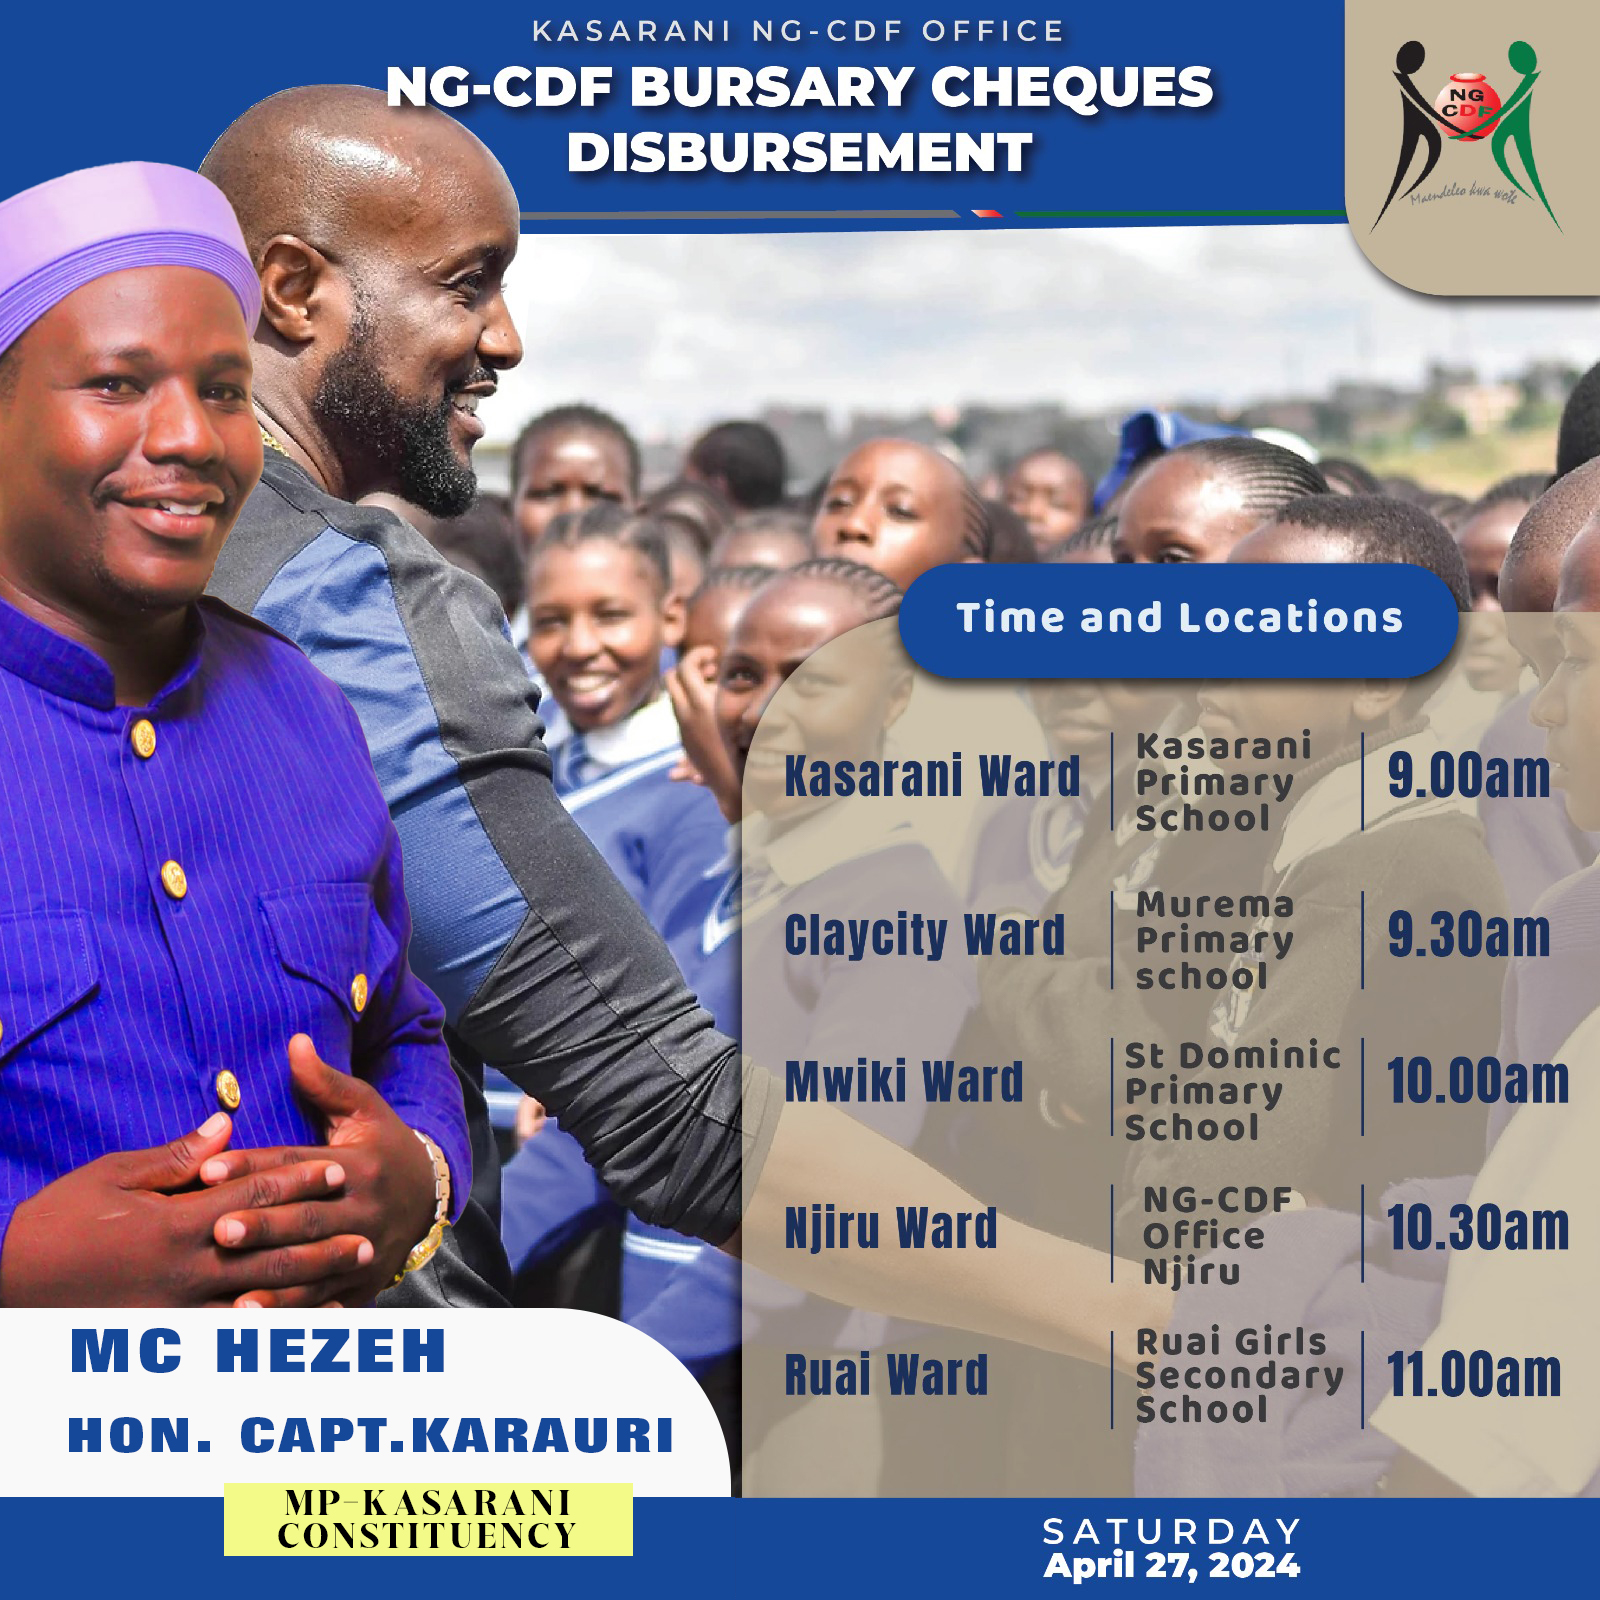 KASARANI NG-CDF OFFICE
NG-CDF BURSARY CHEQUES
DISBURSEMENT
NG
CDF
Maendeleo kwa wote
Time and Locations
Kasarani Ward
Kasarani
Primary
School
9.00am
Claycity Ward
Murema
Primary
school
9.30am
Mwiki Ward
St Dominic
Primary
School
10.00am
Njiru Ward
NG-CDF
Office
Njiru
10.30am
Ruai Ward
Ruai Girls
Secondary
School
11.00am
MC HEZEH
HON. CAPT.KARAURI
MP-KASARANI
CONSTITUENCY
SATURDAY
April 27, 2024